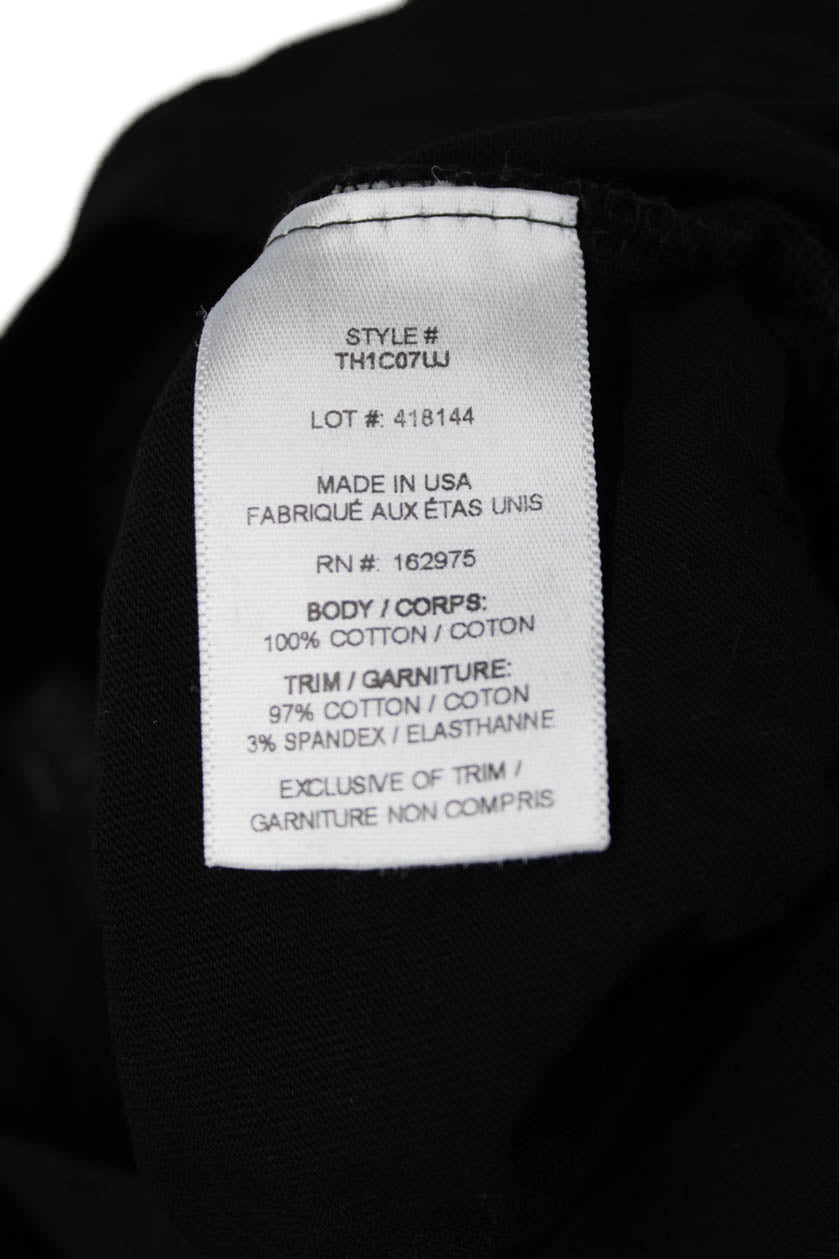 STYLE #
TH1C07UJ
LOT #: 418144
MADE IN USA
FABRIQUÉ AUX ÉTAS UNIS
RN #: 162975
BODY / CORPS:
100% COTTON / COTON
TRIM / GARNITURE:
97% COTTON / COTON
3% SPANDEX / ELASTHANNE
EXCLUSIVE OF TRIM /
GARNITURE NON COMPRIS